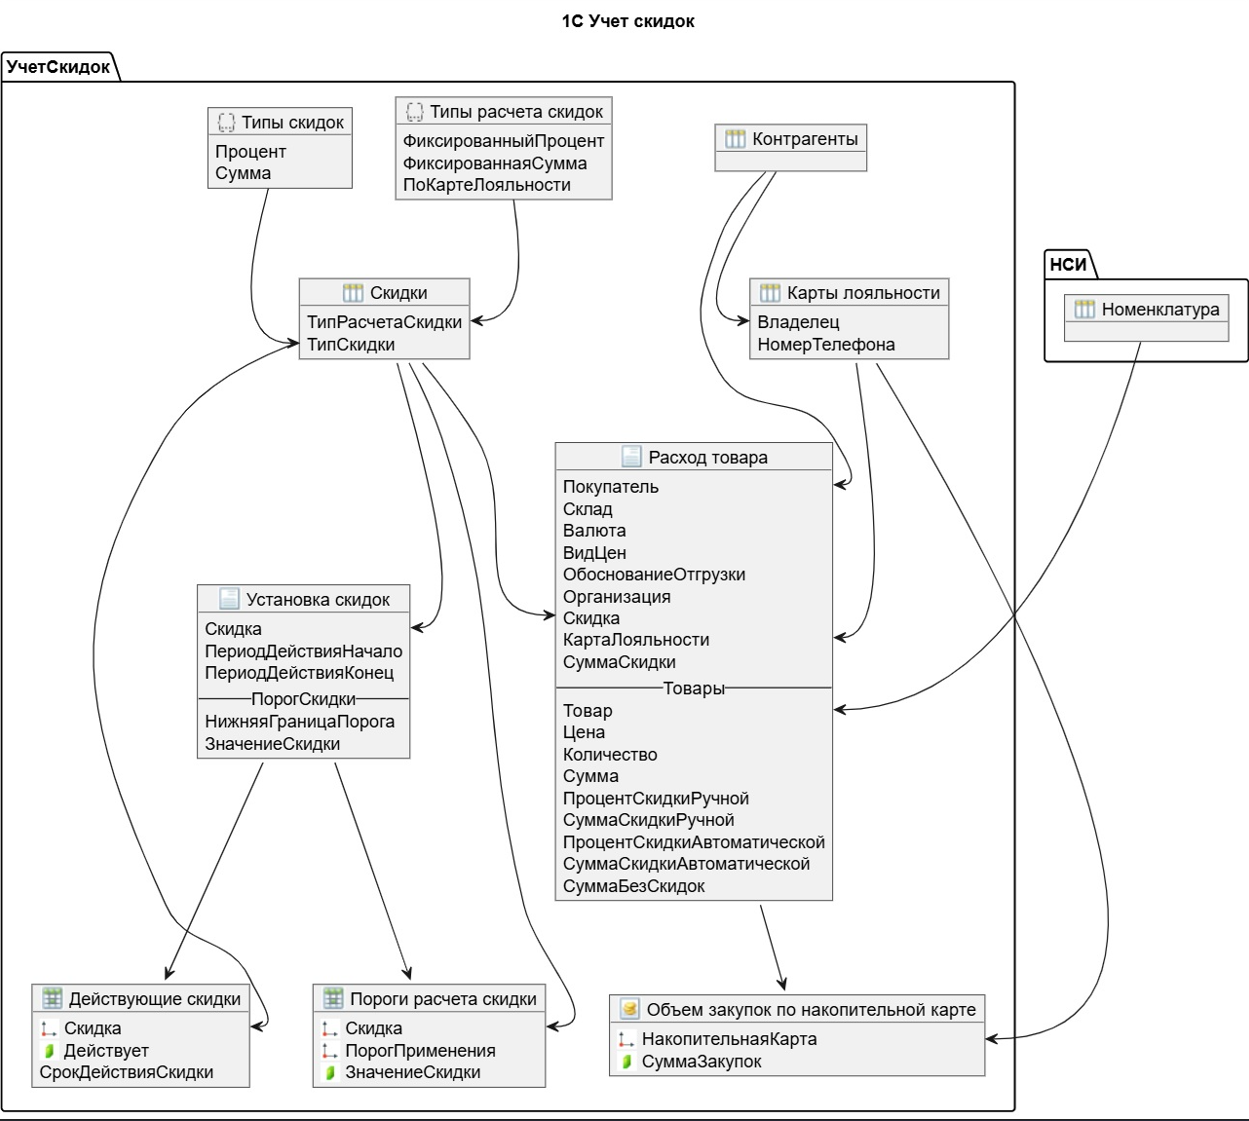 1С Учет скидок
УчетСкидок
Типы скидок
Процент
Сумма
Типы расчета скидок
ФиксированныйПроцент
ФиксированнаяСумма
ПоКартеЛояльности
Контрагенты
НСИ
Номенклатура
Скидки
ТипРасчетаСкидки
ТипСкидки
Карты лояльности
Владелец
НомерТелефона
Расход товара
Покупатель
Склад
Валюта
ВидЦен
ОбоснованиеОтгрузки
Организация
Скидка
КартаЛояльности
СуммаСкидки
Товары
Товар
Цена
Количество
Сумма
ПроцентСкидкиРучной
СуммаСкидкиРучной
ПроцентСкидкиАвтоматической
СуммаСкидкиАвтоматической
СуммаБезСкидок
Установка скидок
Скидка
ПериодДействияНачало
ПериодДействияКонец
ПорогСкидки
НижняяГраницаПорога
ЗначениеСкидки
Действующие скидки
Скидка
Действует
СрокДействияСкидки
Пороги расчета скидки
Скидка
ПорогПрименения
ЗначениеСкидки
Объем закупок по накопительной карте
НакопительнаяКарта
СуммаЗакупок